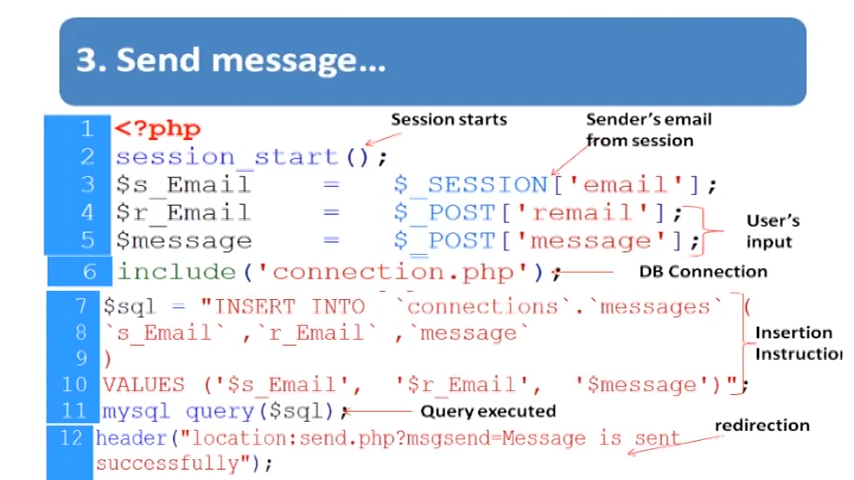 3. Send message...
Session starts
Sender's email
from session
1 <?php
2 session_start();
3 $s_Email = $_SESSION['email'];
4 $r_Email = $_POST['remail'];
5 $message = $_POST['message'];
User's
input
6 include('connection.php');
DB Connection
7 $sql = "INSERT INTO `connections`.`messages` (
8 `s_Email` ,`r_Email` ,`message`
9 )
10 VALUES ('$s_Email', '$r_Email', '$message')";
Insertion
Instruction
11 mysql query($sql);
Query executed
12 header("location:send.php?msgsend=Message is sent
successfully");
redirection